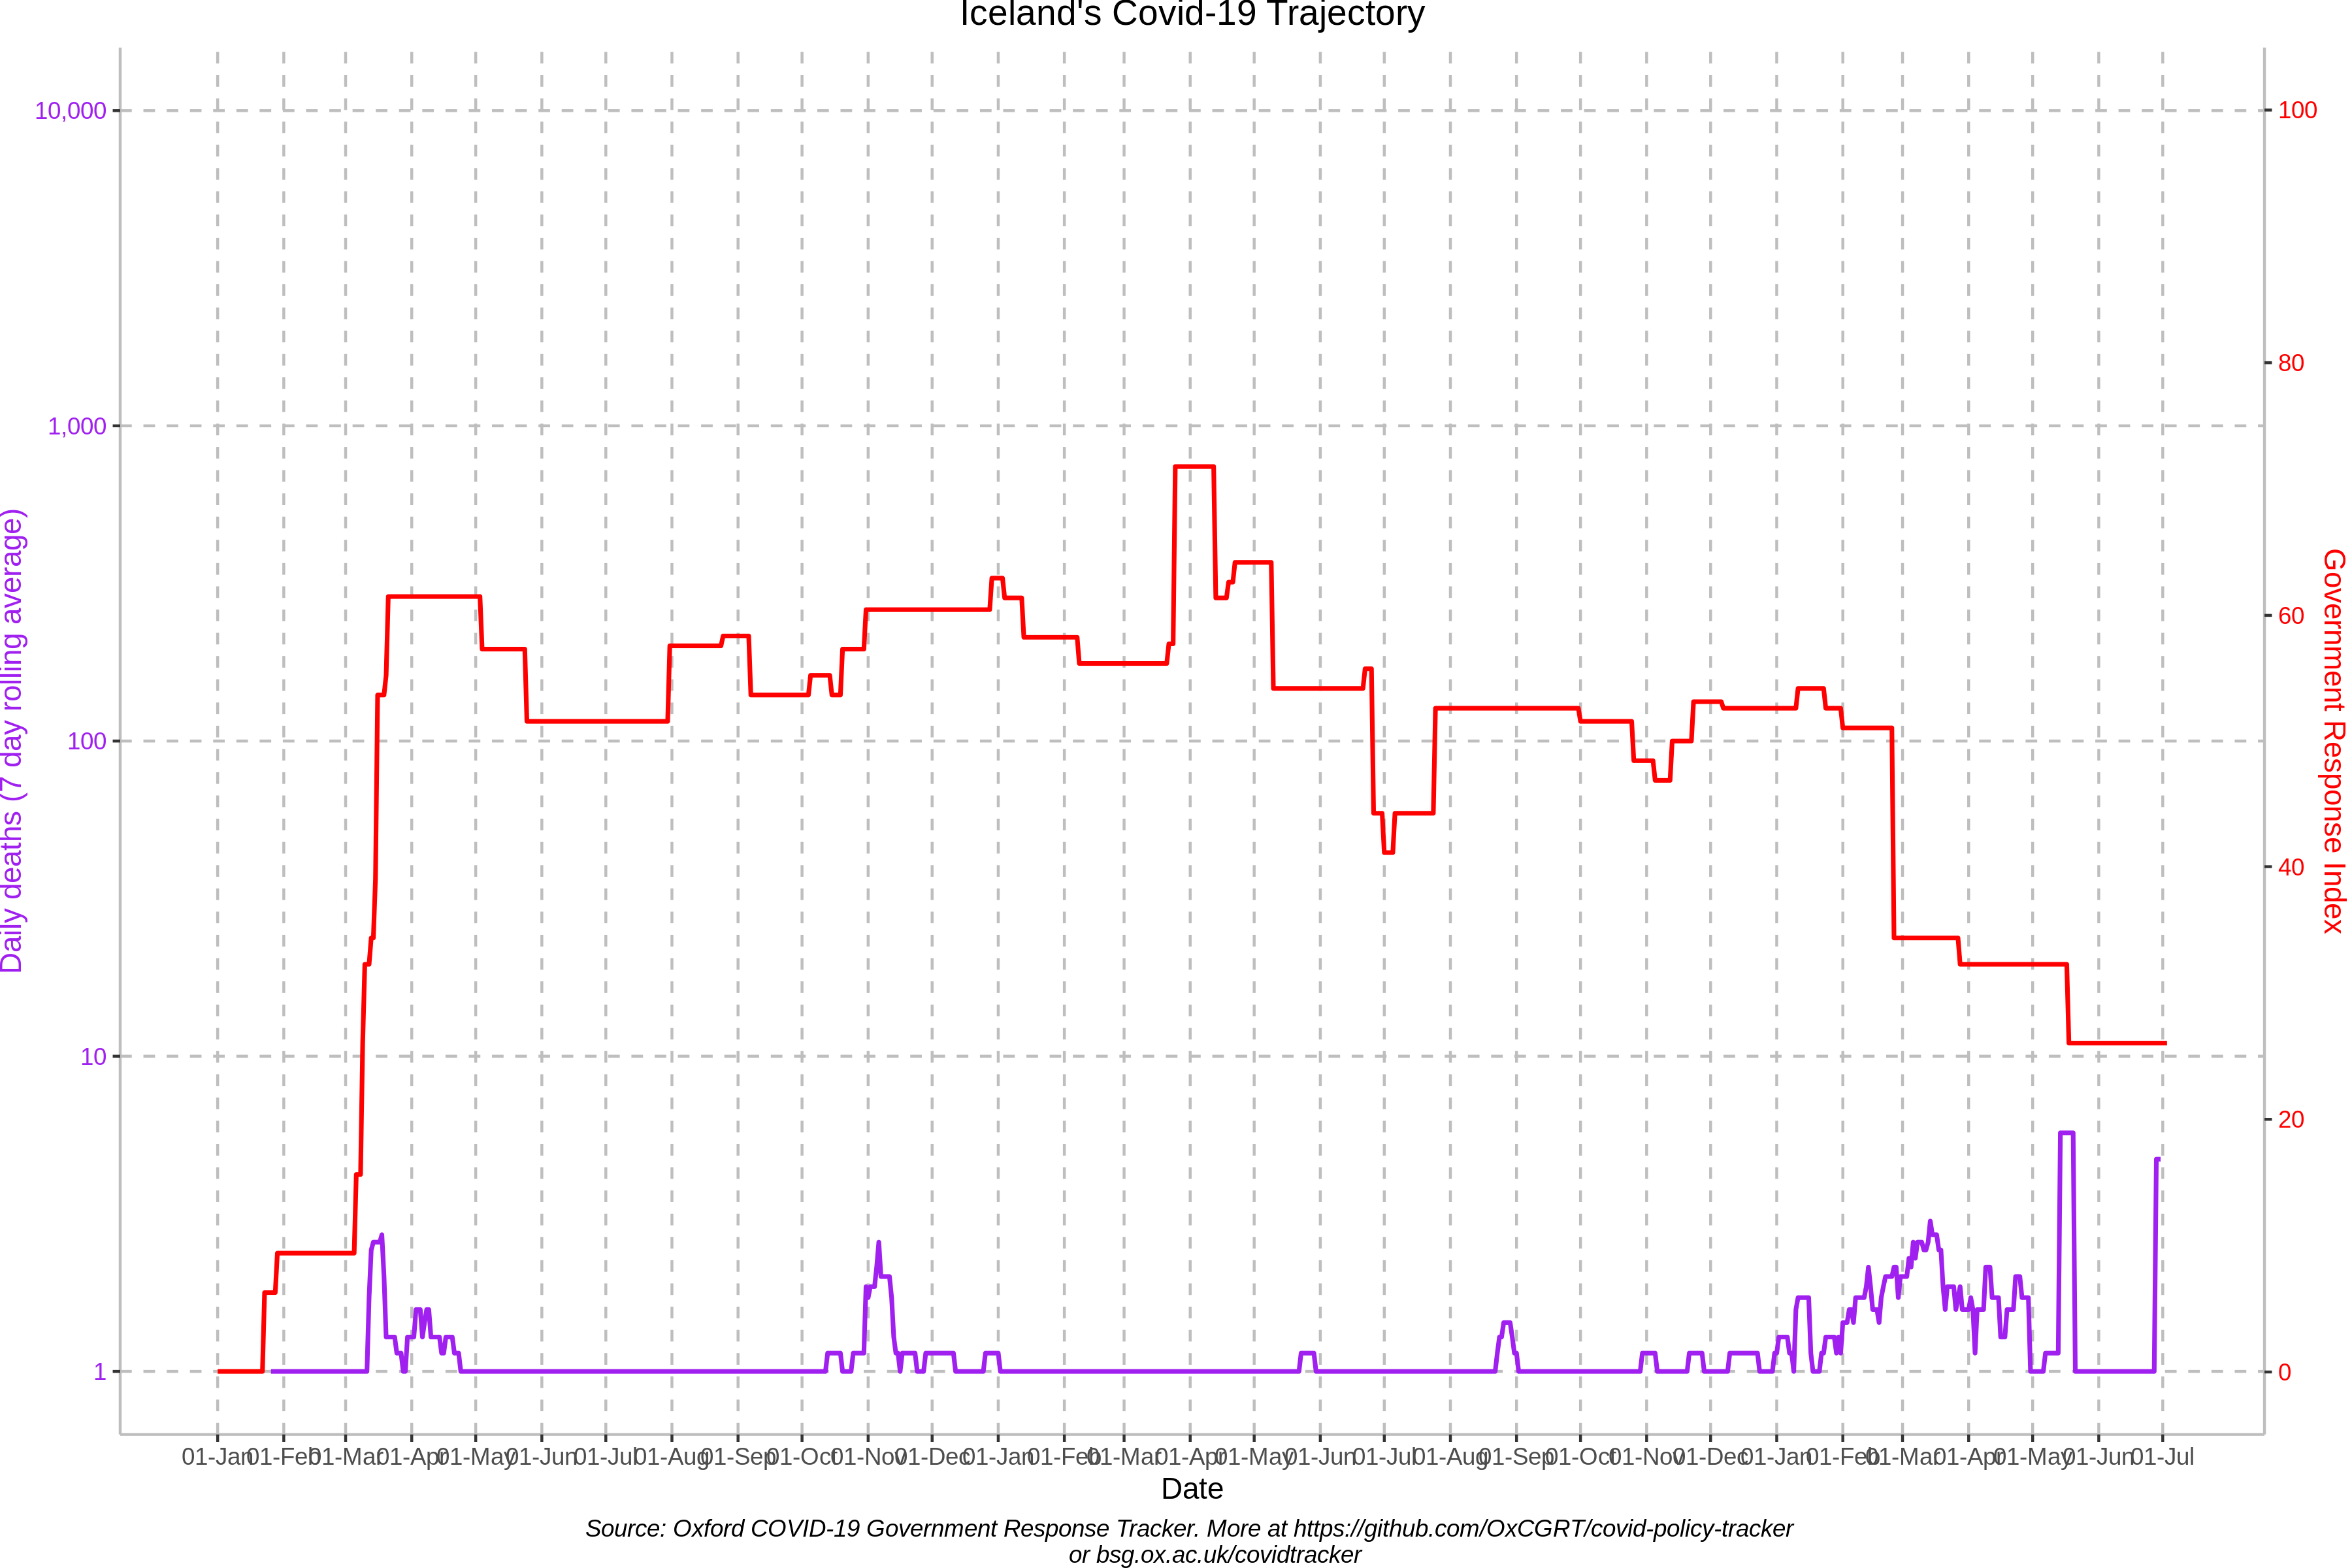 Iceland's Covid-19 Trajectory
10,000
1,000
100
10
1
Daily deaths (7 day rolling average)
100
80
60
40
20
0
Government Response Index
01-Jan 01-Feb 01-Mar 01-Apr 01-May 01-Jun 01-Jul 01-Aug 01-Sep 01-Oct 01-Nov 01-Dec 01-Jan 01-Feb 01-Mar 01-Apr 01-May 01-Jun 01-Jul 01-Aug 01-Sep 01-Oct 01-Nov 01-Dec 01-Jan 01-Feb 01-Mar 01-Apr 01-May 01-Jun 01-Jul
Date
Source: Oxford COVID-19 Government Response Tracker. More at https://github.com/OxCGRT/covid-policy-tracker
or bsg.ox.ac.uk/covidtracker